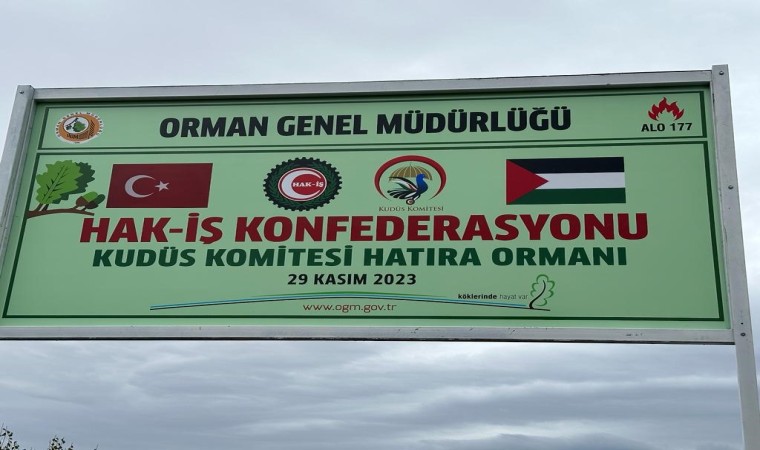 ORMAN GENEL MÜDÜRLÜĞÜ
ALO 177
HAK-İŞ
KUDÜS KOMİTESİ
HAK-İŞ KONFEDERASYONU
KUDÜS KOMİTESİ HATIRA ORMANI
29 KASIM 2023
köklerinde hayat var.
www.ogm.gov.tr